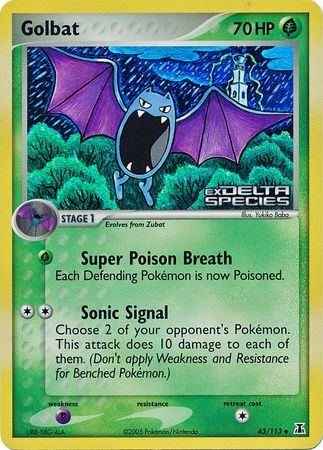 Golbat 70 HP
EX DELTA
SPECIES
Illus. Yukiko Baba
STAGE 1
Evolves from Zubat
Super Poison Breath
Each Defending Pokémon is now Poisoned.
Sonic Signal
Choose 2 of your opponent's Pokémon.
This attack does 10 damage to each of
them. (Don't apply Weakness and Resistance
for Benched Pokémon.)
weakness resistance retreat cost
©2005 Pokémon/Nintendo 43/113